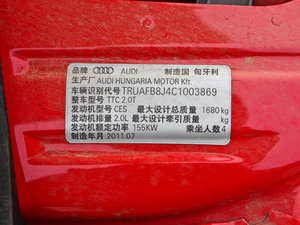 品牌 AUDI 制造国 匈牙利
生产厂 AUDI HUNGARIA MOTOR Kft.
车辆识别代号 TRUAFB8J4C1003869
整车型号 TTC 2.0T
发动机型号 CES 最大设计总质量 1680kg
发动机排量 2.0L 最大设计牵引质量 kg
发动机额定功率 155KW 乘坐人数 4
制造年月 2011.07